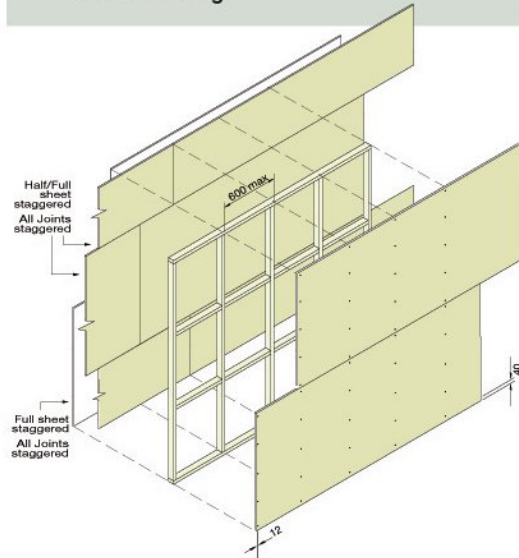 600 max
Half/Full
sheet
staggered
All Joints
staggered
Full sheet
staggered
All Joints
staggered
40
12